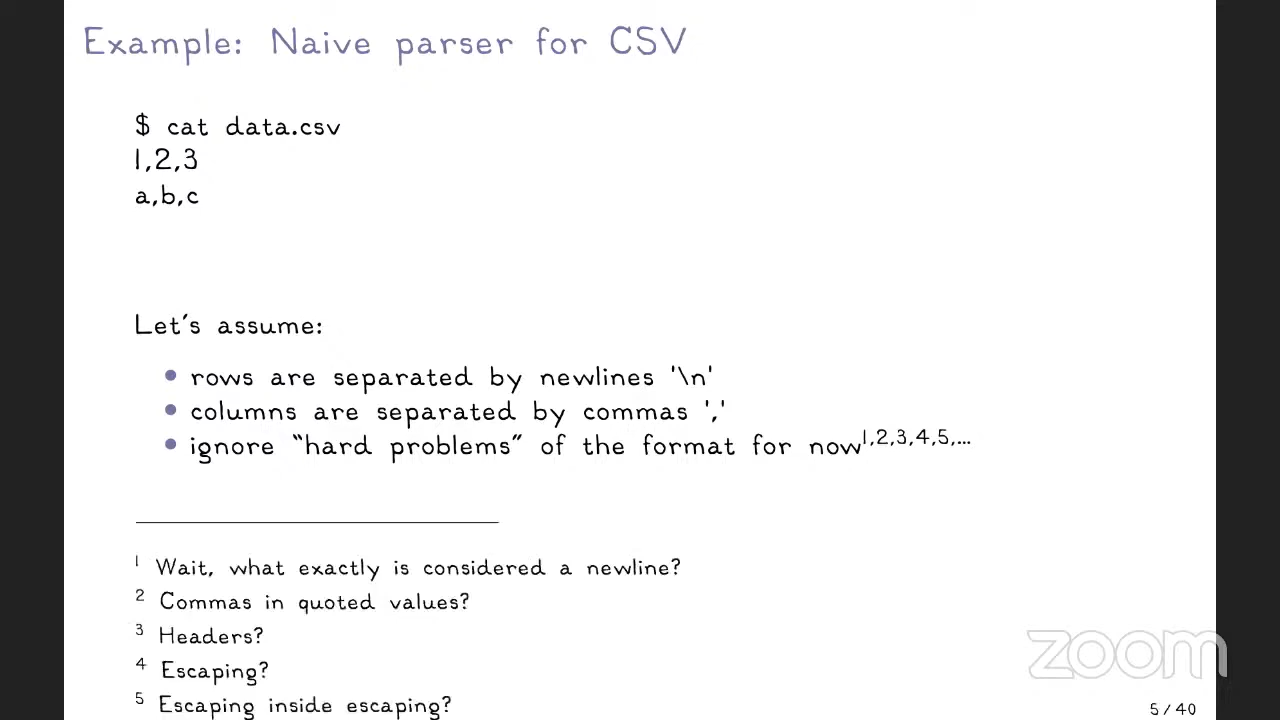 Example: Naive parser for CSV
$ cat data.csv
1,2,3
a,b,c
Let's assume:
• rows are separated by newlines '\n'
• columns are separated by commas ','
• ignore “hard problems” of the format for now1,2,3,4,5,...
1 Wait, what exactly is considered a newline?
2 Commas in quoted values?
3 Headers?
4 Escaping?
5 Escaping inside escaping?
zoom
5 / 40